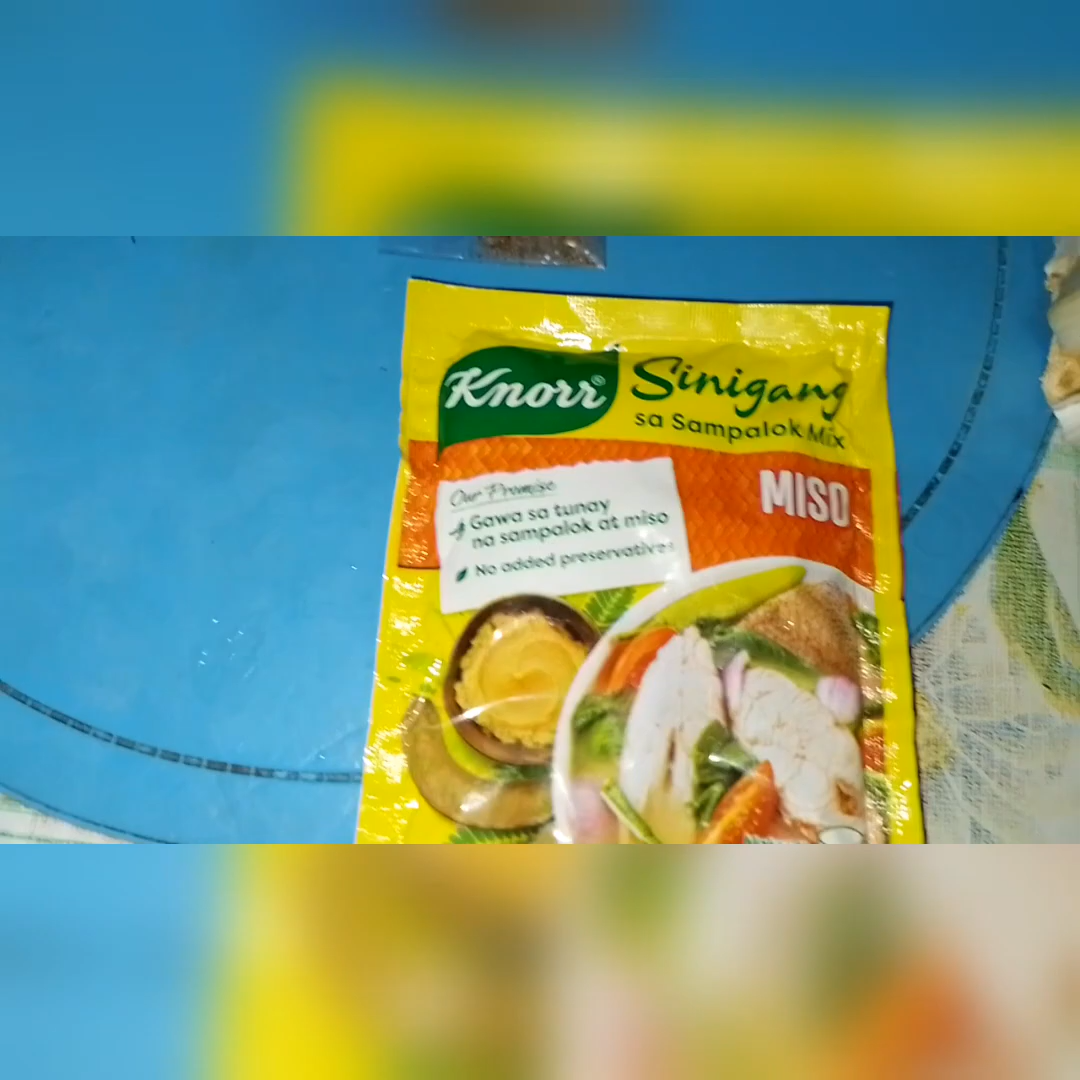 Knorr®
Sinigang
sa Sampalok Mix
MISO
Our Promise
Gawa sa tunay
na sampalok at miso
No added preservatives